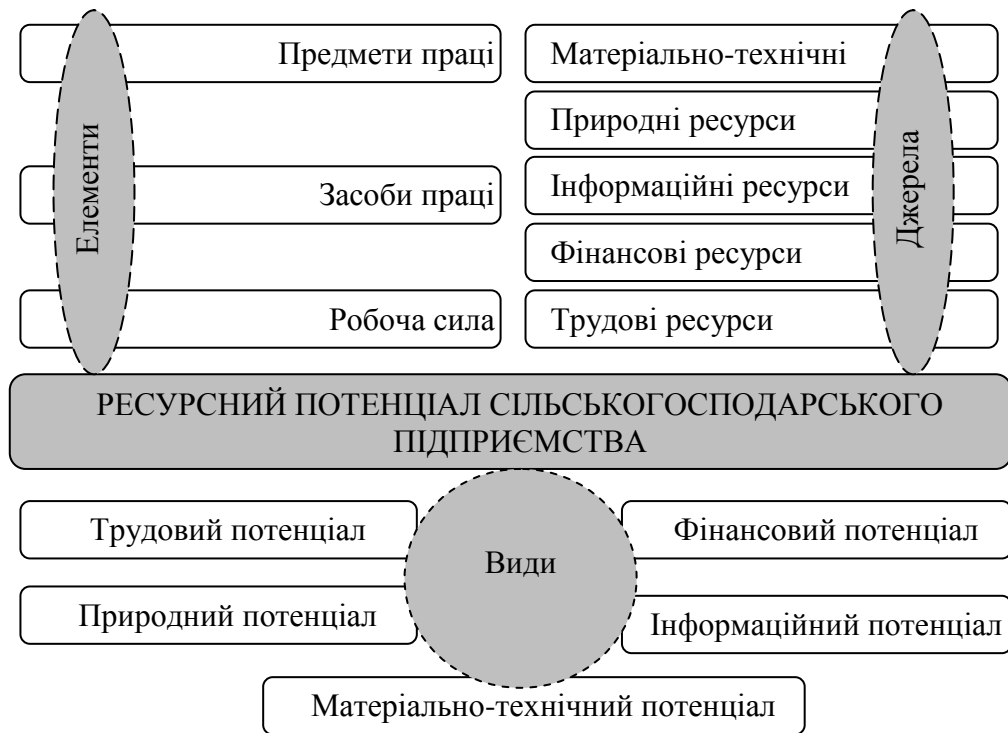 Елементи
Предмети праці
Засоби праці
Робоча сила
Матеріально-технічні
Природні ресурси
Інформаційні ресурси
Фінансові ресурси
Трудові ресурси
Джерела
РЕСУРСНИЙ ПОТЕНЦІАЛ СІЛЬСЬКОГОСПОДАРСЬКОГО
ПІДПРИЄМСТВА
Трудовий потенціал
Природний потенціал
Види
Фінансовий потенціал
Інформаційний потенціал
Матеріально-технічний потенціал